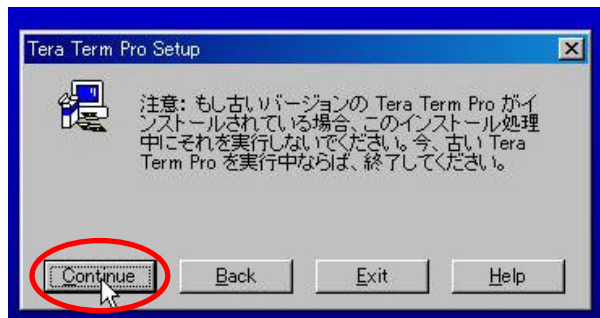 Tera Term Pro Setup
注意: もし古いバージョンの Tera Term Pro がイ
ンストールされている場合、このインストール処理
中にそれを実行しないでください。今、古い Tera
Term Pro を実行中ならば、終了してください。
Continue Back Exit Help